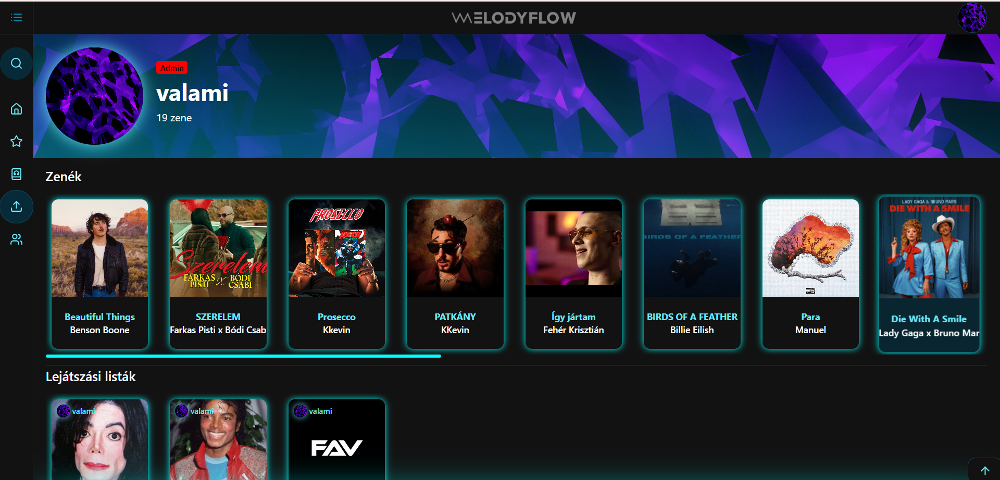 MELODYFLOW
Admin
valami
19 zene
Zenék
Szerelem
FARKAS PISTI x BÓDI CSABI
PROSECCO
BIRDS OF A FEATHER
LADY GAGA & BRUNO MARS
DIE WITH A SMILE
Beautiful Things
Benson Boone
SZERELEM
Farkas Pisti x Bódi Csab
Prosecco
Kkevin
PATKÁNY
KKevin
Így jártam
Fehér Krisztián
BIRDS OF A FEATHER
Billie Eilish
Para
Manuel
Die With A Smile
Lady Gaga x Bruno Mar
Lejátszási listák
valami
valami
valami
FAV